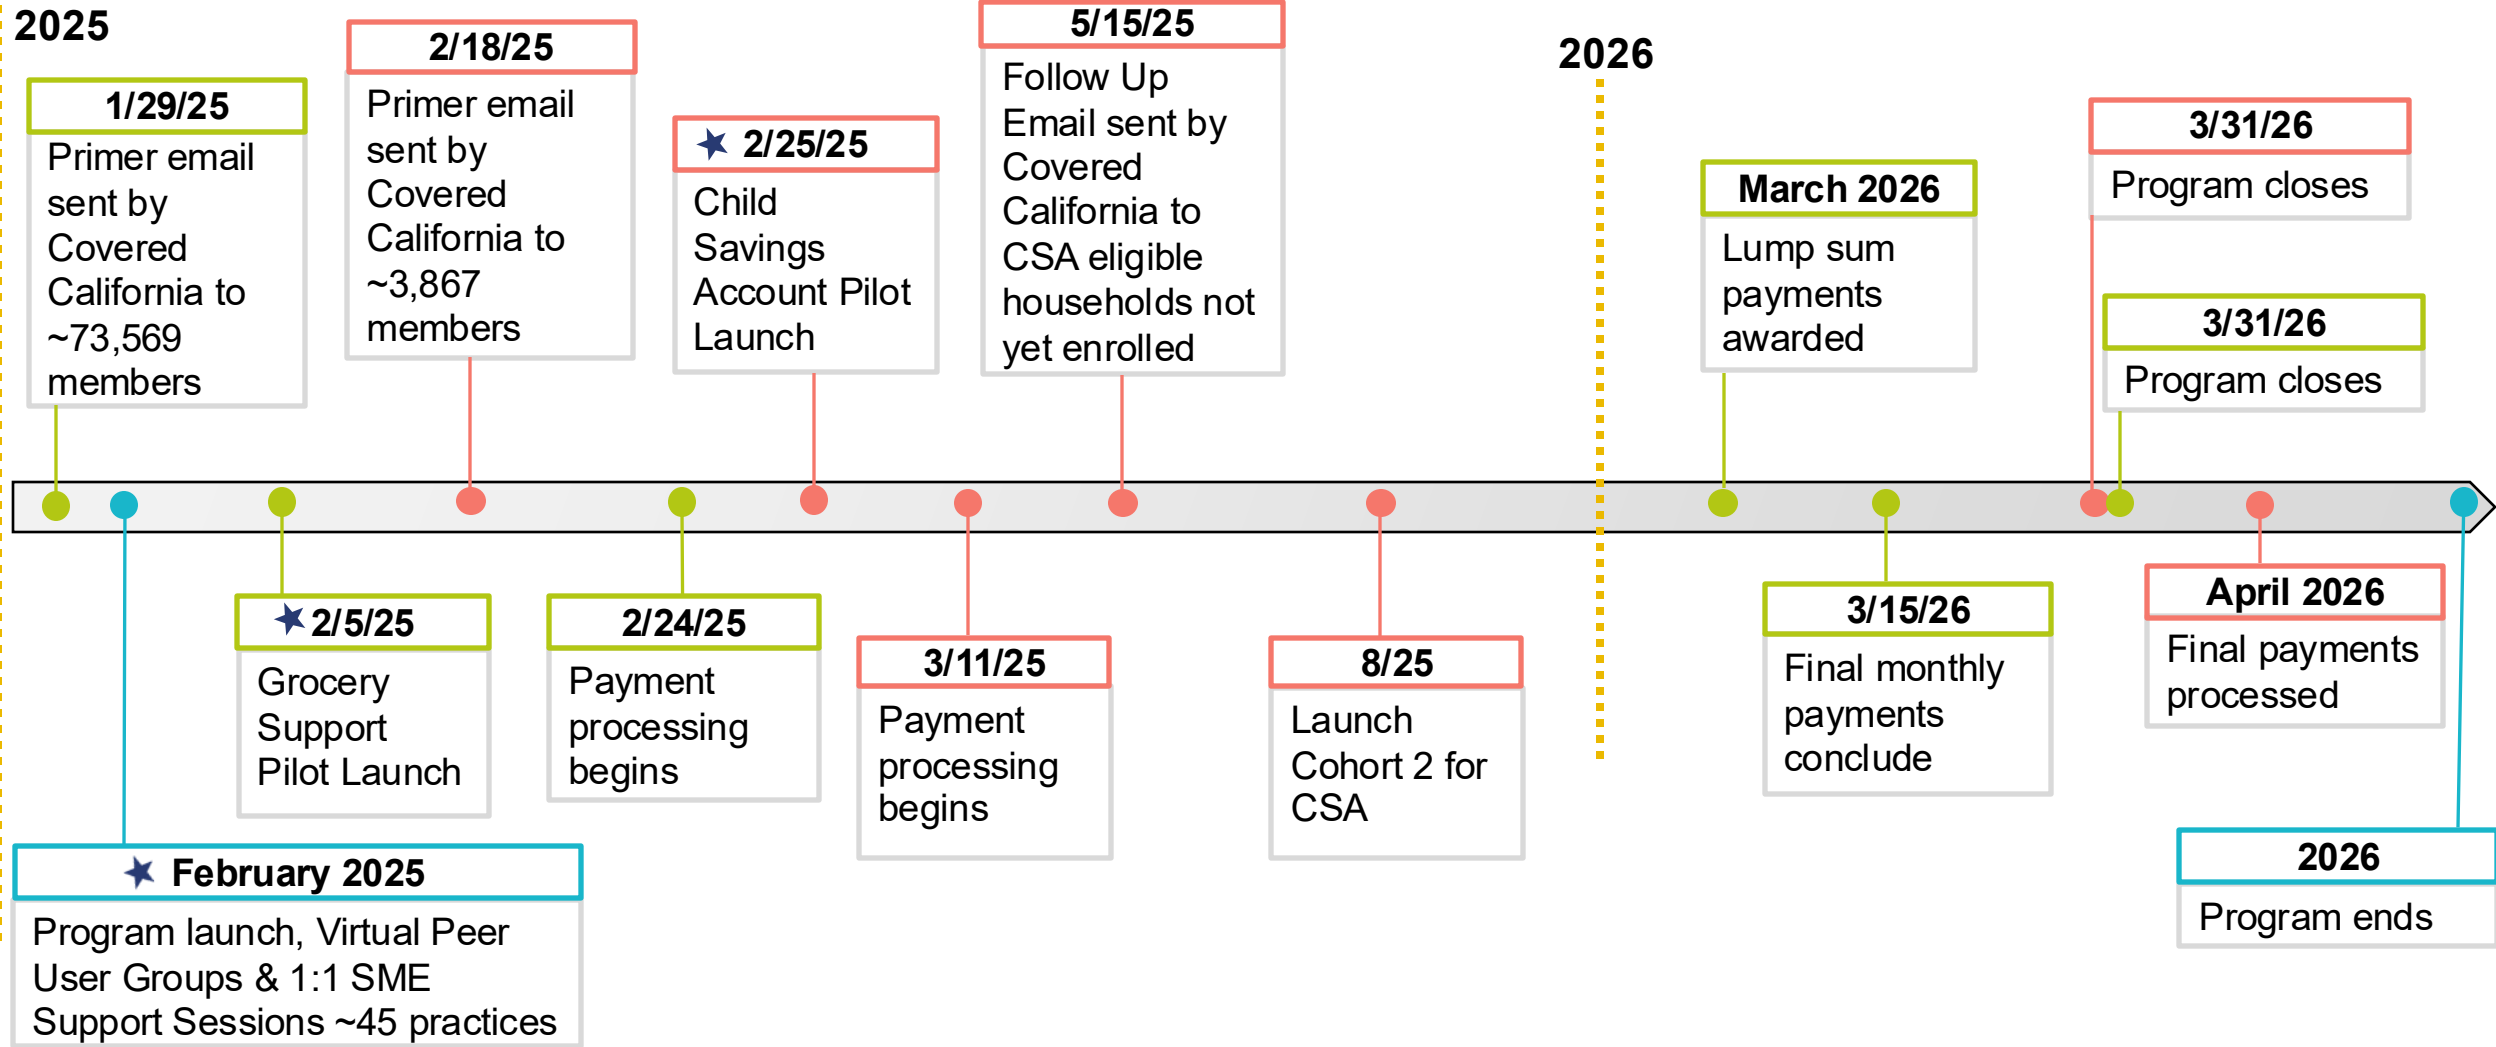 2025
1/29/25
Primer email
sent by
Covered
California to
~73,569
members
2/18/25
Primer email
sent by
Covered
California to
~3,867
members
2/25/25
Child
Savings
Account Pilot
Launch
5/15/25
Follow Up
Email sent by
Covered
California to
CSA eligible
households not
yet enrolled
2026
March 2026
Lump sum
payments
awarded
3/31/26
Program closes
3/31/26
Program closes
2/5/25
Grocery
Support
Pilot Launch
2/24/25
Payment
processing
begins
3/11/25
Payment
processing
begins
8/25
Launch
Cohort 2 for
CSA
3/15/26
Final monthly
payments
conclude
April 2026
Final payments
processed
February 2025
Program launch, Virtual Peer
User Groups & 1:1 SME
Support Sessions ~45 practices
2026
Program ends